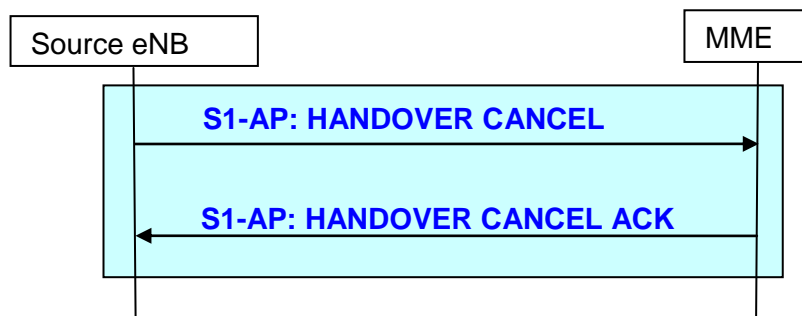 Source eNB
MME
S1-AP: HANDOVER CANCEL
S1-AP: HANDOVER CANCEL ACK